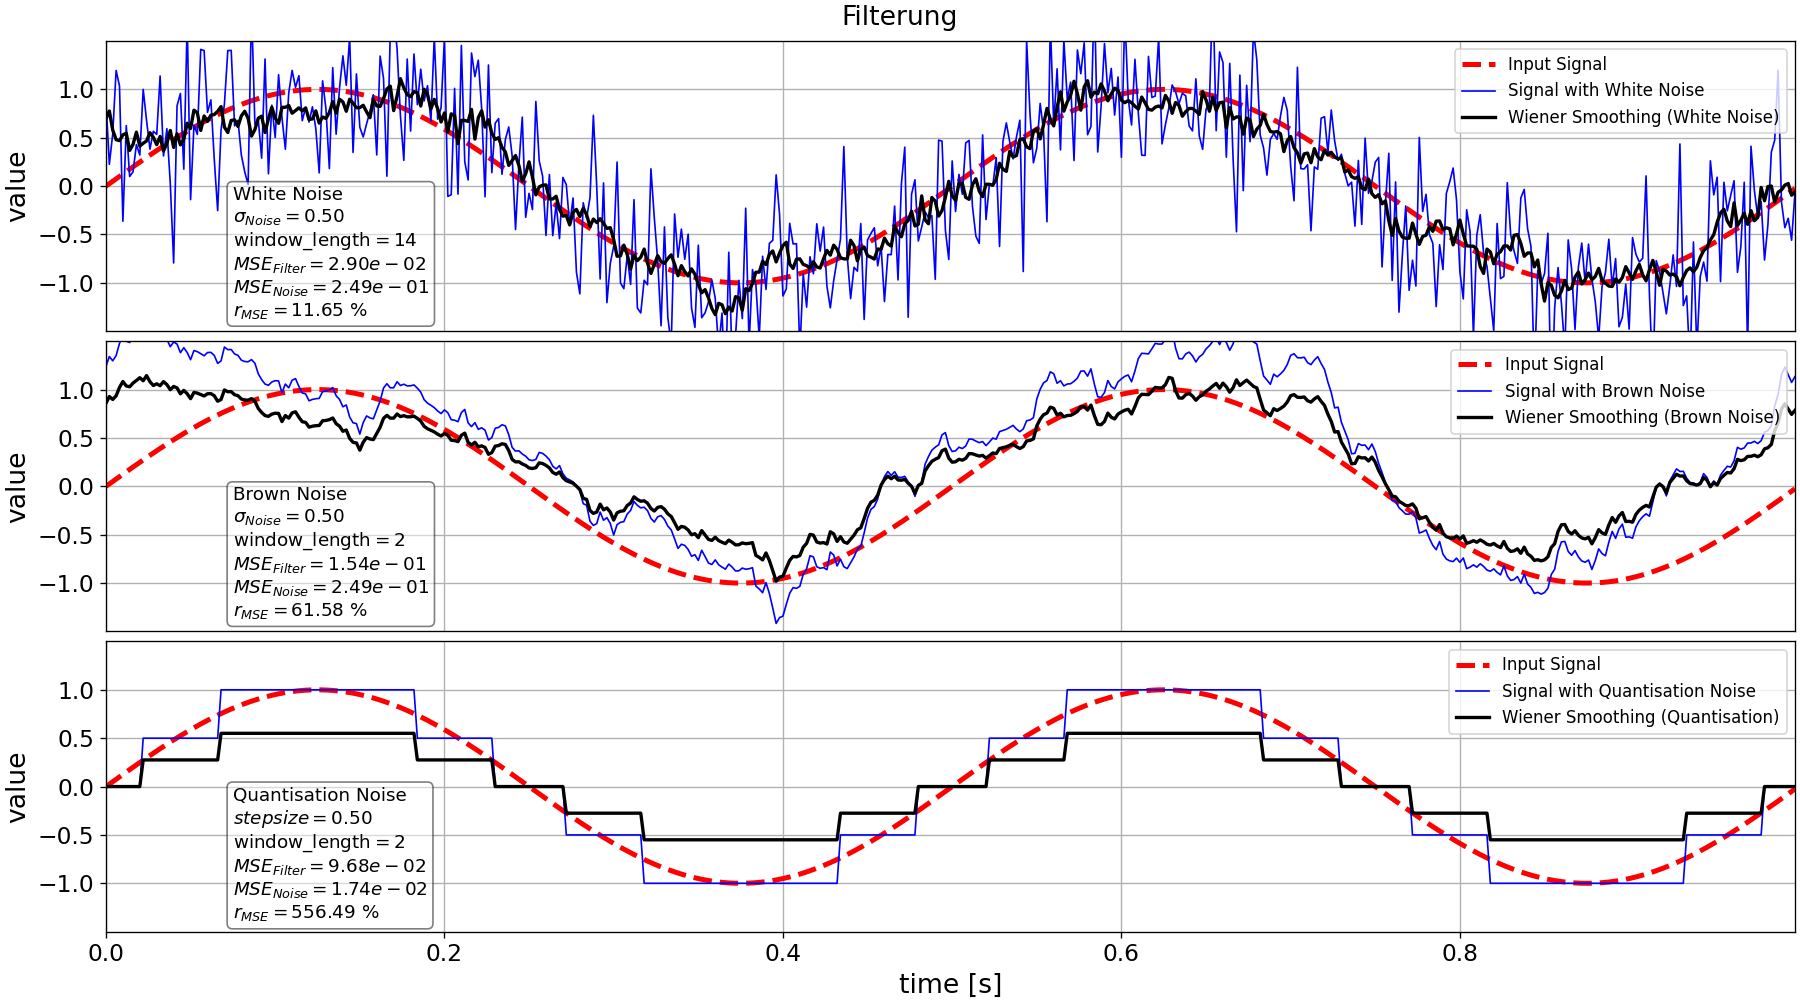 Filterung
value
1.0
0.5
0.0
−0.5
−1.0
Input Signal
Signal with White Noise
Wiener Smoothing (White Noise)
White Noise
σNoise = 0.50
window_length = 14
MSEFilter = 2.90e − 02
MSENoise = 2.49e − 01
rMSE = 11.65 %
value
1.0
0.5
0.0
−0.5
−1.0
Input Signal
Signal with Brown Noise
Wiener Smoothing (Brown Noise)
Brown Noise
σNoise = 0.50
window_length = 2
MSEFilter = 1.54e − 01
MSENoise = 2.49e − 01
rMSE = 61.58 %
value
1.0
0.5
0.0
−0.5
−1.0
Input Signal
Signal with Quantisation Noise
Wiener Smoothing (Quantisation)
Quantisation Noise
stepsize = 0.50
window_length = 2
MSEFilter = 9.68e − 02
MSENoise = 1.74e − 02
rMSE = 556.49 %
0.0 0.2 0.4 0.6 0.8
time [s]